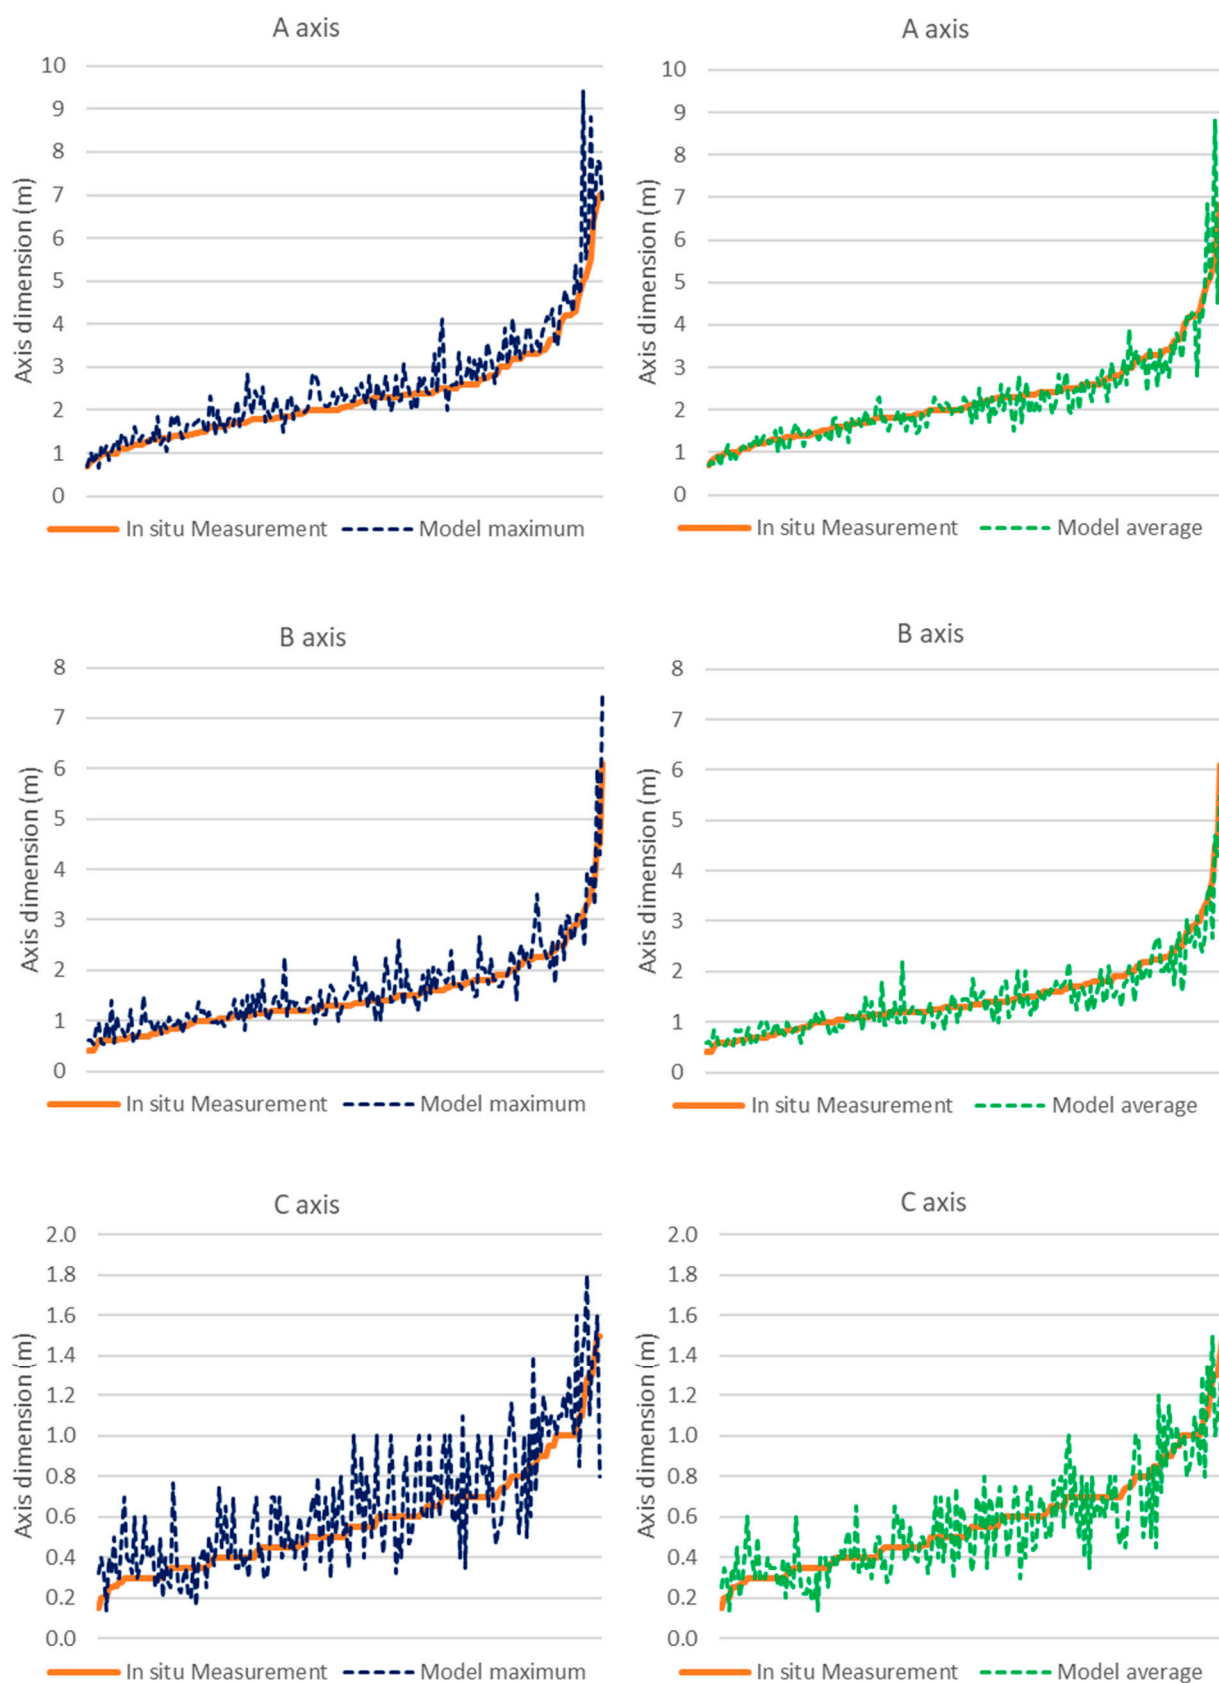 A axis
10
9
8
7
6
5
4
3
2
1
0
Axis dimension (m)
In situ Measurement
Model maximum
A axis
10
9
8
7
6
5
4
3
2
1
0
Axis dimension (m)
In situ Measurement
Model average
B axis
8
7
6
5
4
3
2
1
0
Axis dimension (m)
In situ Measurement
Model maximum
B axis
8
7
6
5
4
3
2
1
0
Axis dimension (m)
In situ Measurement
Model average
C axis
2.0
1.8
1.6
1.4
1.2
1.0
0.8
0.6
0.4
0.2
0.0
Axis dimension (m)
In situ Measurement
Model maximum
C axis
2.0
1.8
1.6
1.4
1.2
1.0
0.8
0.6
0.4
0.2
0.0
Axis dimension (m)
In situ Measurement
Model average